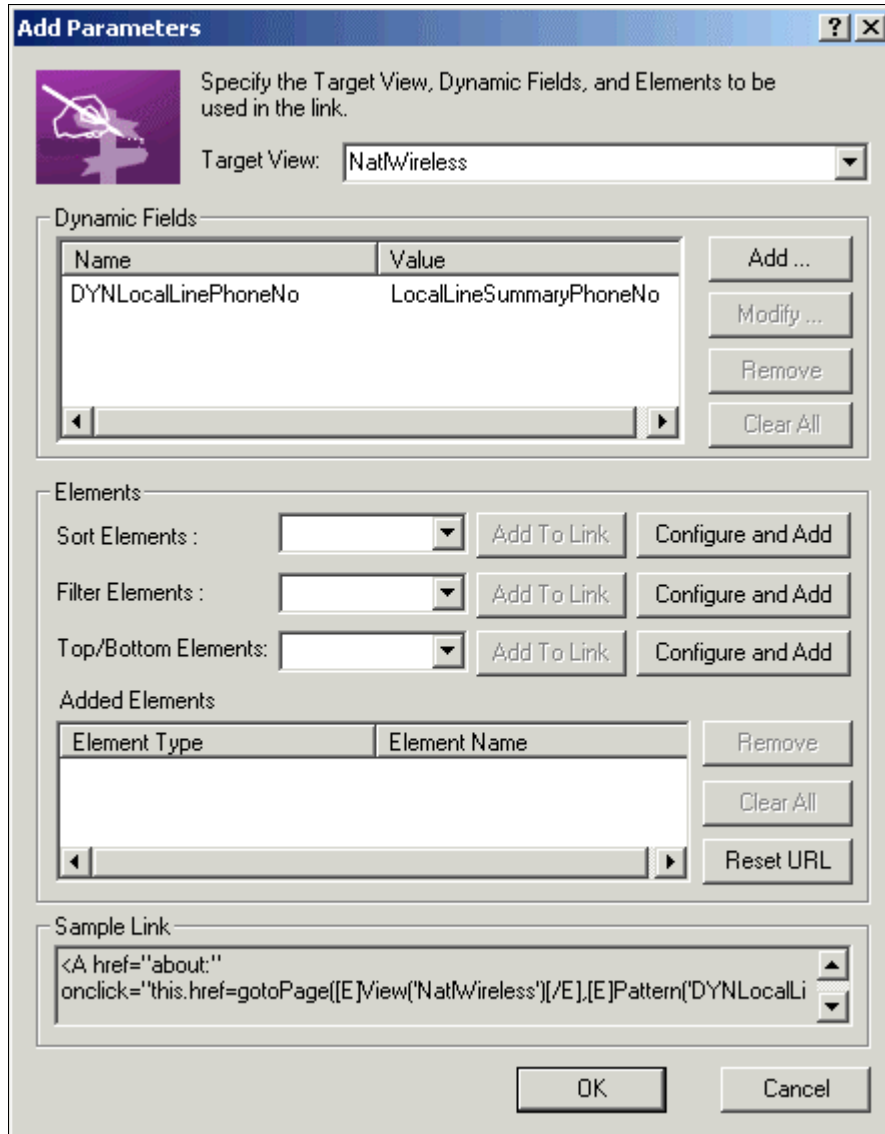 Add Parameters
Specify the Target View, Dynamic Fields, and Elements to be
used in the link.
Target View: NatlWireless
Dynamic Fields
Name Value
DYNLocalLinePhoneNo LocalLineSummaryPhoneNo
Add ...
Modify ...
Remove
Clear All
Elements
Sort Elements : Add To Link Configure and Add
Filter Elements : Add To Link Configure and Add
Top/Bottom Elements: Add To Link Configure and Add
Added Elements
Element Type Element Name
Remove
Clear All
Reset URL
Sample Link
<A href="about:"
onclick="this.href=gotoPage([E]View('NatlWireless')[/E],[E]Pattern('DYNLocalLi
OK Cancel